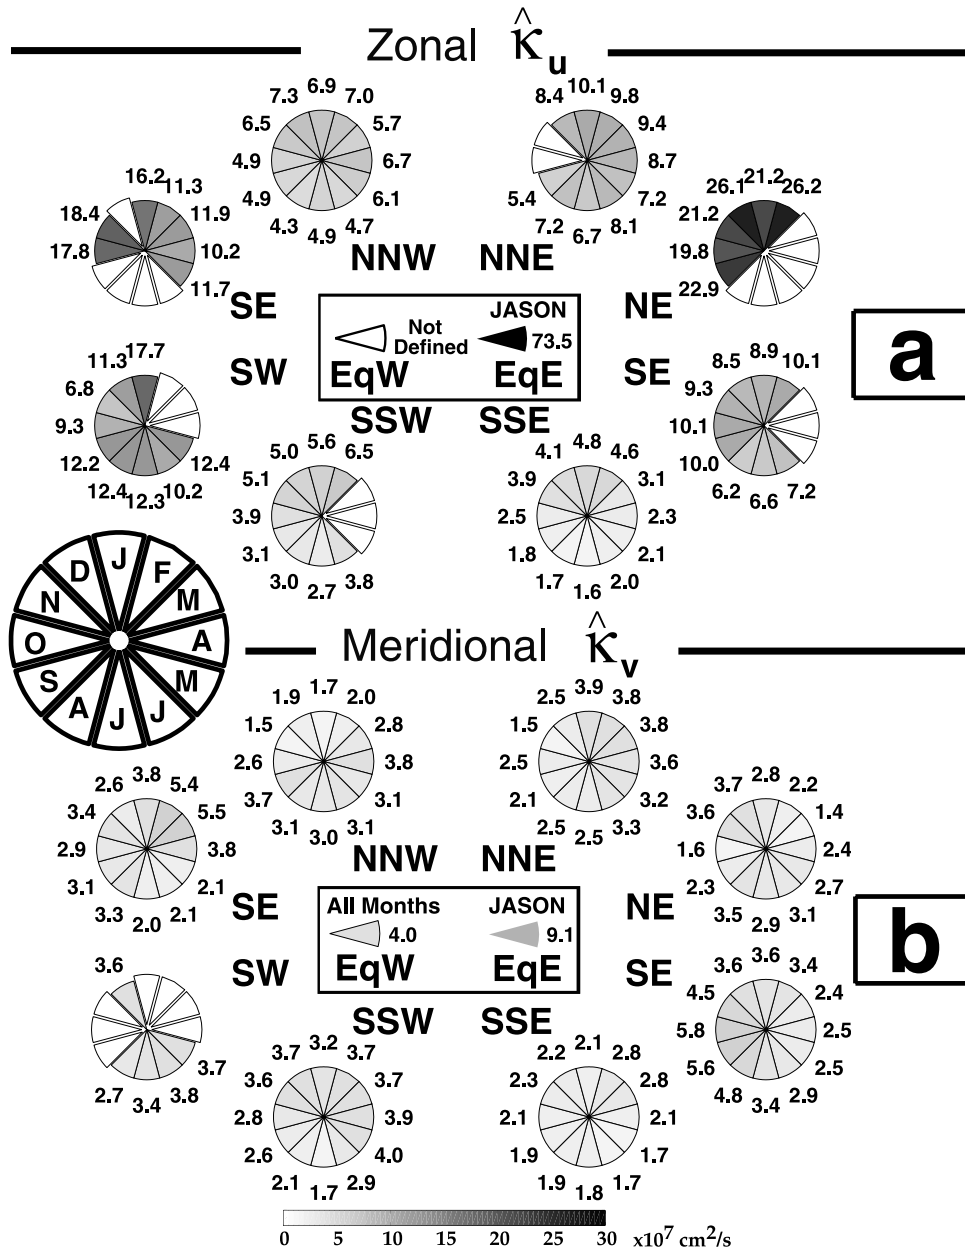 Zonal κ̂u
7.3 6.9 7.0
6.5 5.7
4.9 6.7
4.9 6.1
4.3 4.9 4.7
8.4 10.1 9.8
9.4
8.7
5.4 7.2
7.2 6.7 8.1
16.2 11.3
18.4 11.9
17.8 10.2
11.7
26.1 21.2 26.2
21.2
19.8
22.9
NNW NNE
SE NE
Not Defined
JASON
73.5
EqW EqE
a
SW SE
SSW SSE
11.3 17.7
6.8
9.3
12.2 12.4
12.4 12.3 10.2
5.0 5.6 6.5
5.1
3.9
3.1
3.0 2.7 3.8
4.1 4.8 4.6
3.9 3.1
2.5 2.3
1.8 2.1
1.7 1.6 2.0
8.5 8.9 10.1
9.3
10.1
10.0
6.2 6.6 7.2
D J F
N M
O A
S M
A J J
Meridional κ̂v
1.9 1.7 2.0
1.5 2.8
2.6 3.8
3.7 3.1
3.1 3.0 3.1
2.5 3.9 3.8
1.5 3.8
2.5 3.6
2.1 3.2
2.5 2.5 3.3
2.6 3.8 5.4
3.4 5.5
2.9 3.8
3.1 2.1
3.3 2.0 2.1
3.7 2.8 2.2
3.6 1.4
1.6 2.4
2.3 2.7
3.5 2.9 3.1
NNW NNE
SE NE
All Months
4.0
JASON
9.1
EqW EqE
b
SW SE
SSW SSE
3.6
3.7
2.7 3.4 3.8
3.7 3.2 3.7
3.6 3.7
2.8 3.9
2.6 4.0
2.1 1.7 2.9
2.2 2.1 2.8
2.3 2.8
2.1 2.1
1.9 1.7
1.9 1.8 1.7
3.6 3.6 3.4
4.5 2.4
5.8 2.5
5.6 2.5
4.8 3.4 2.9
0 5 10 15 20 25 30 x10⁷ cm²/s